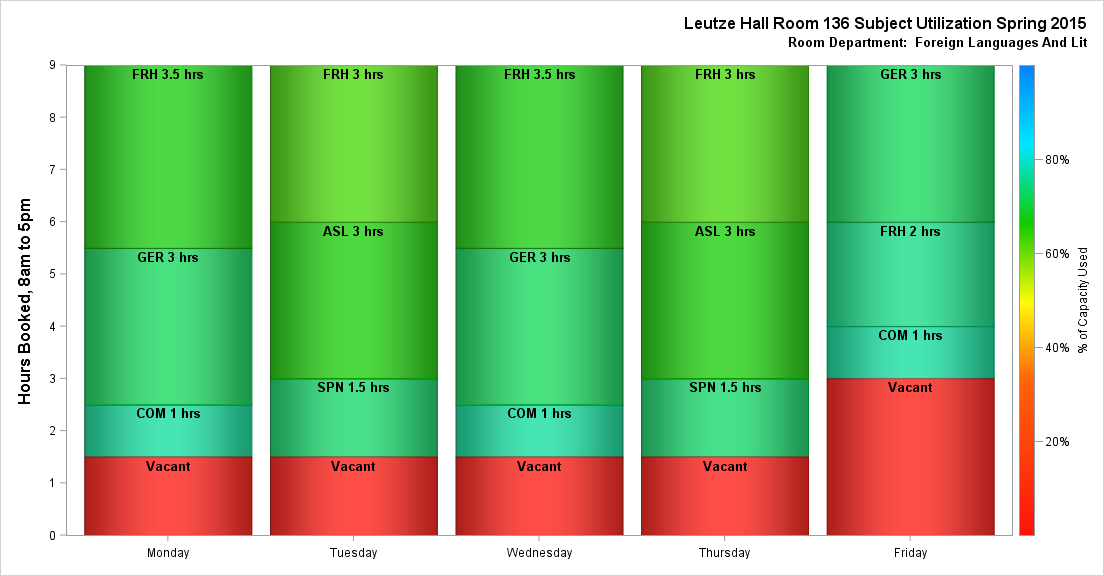 Leutze Hall Room 136 Subject Utilization Spring 2015
Room Department:  Foreign Languages And Lit
Hours Booked, 8am to 5pm
9
8
7
6
5
4
3
2
1
0
FRH 3.5 hrs
GER 3 hrs
COM 1 hrs
Vacant
Monday
FRH 3 hrs
ASL 3 hrs
SPN 1.5 hrs
Vacant
Tuesday
FRH 3.5 hrs
GER 3 hrs
COM 1 hrs
Vacant
Wednesday
FRH 3 hrs
ASL 3 hrs
SPN 1.5 hrs
Vacant
Thursday
GER 3 hrs
FRH 2 hrs
COM 1 hrs
Vacant
Friday
80%
60%
40%
20%
% of Capacity Used